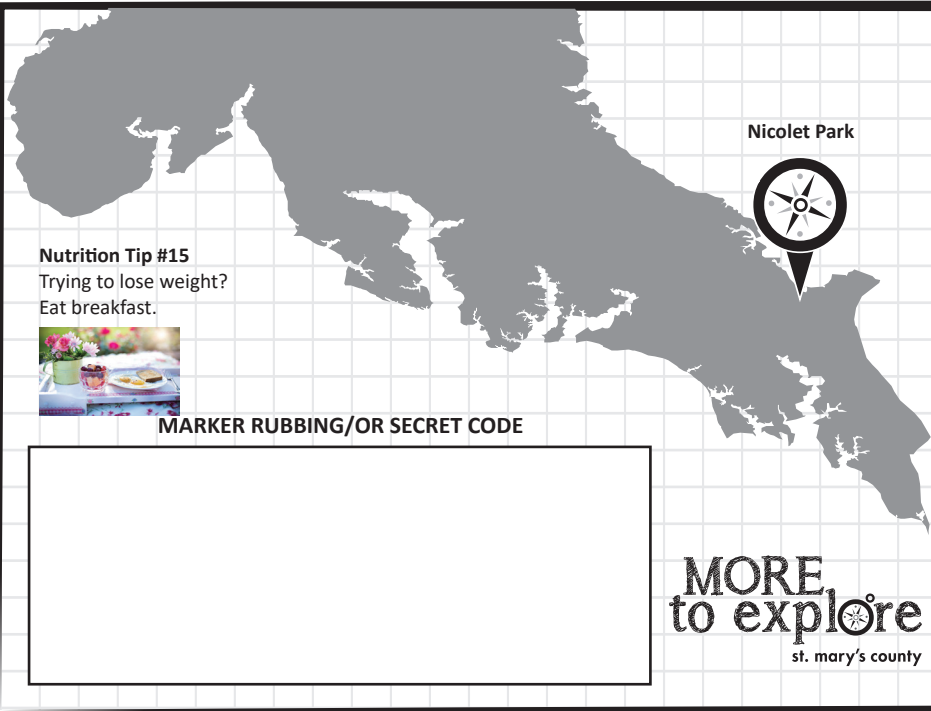 Nicolet Park
Nutrition Tip #15
Trying to lose weight?
Eat breakfast.
MARKER RUBBING/OR SECRET CODE
MORE
to explore
st. mary's county